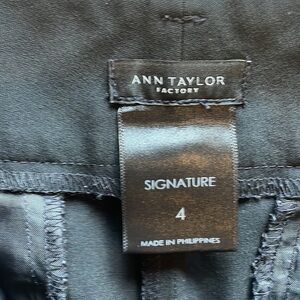 ANN TAYLOR
FACTORY
SIGNATURE
4
MADE IN PHILIPPINES